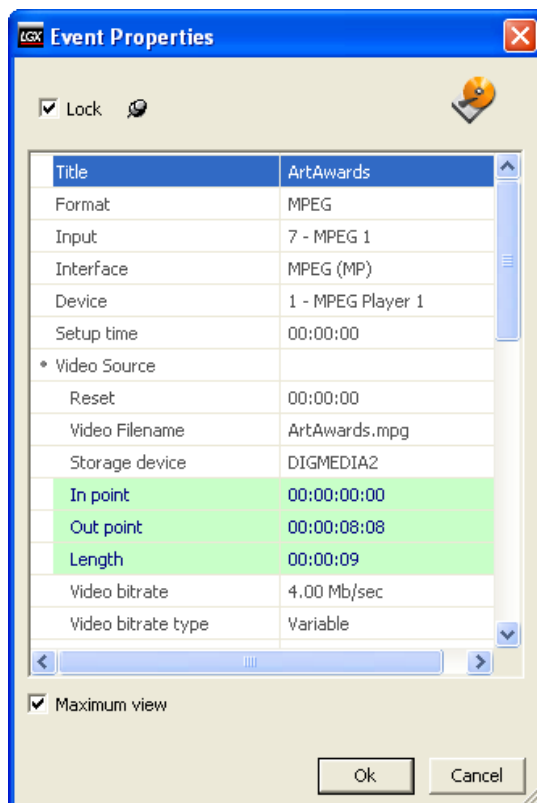 LGX Event Properties
Lock
Title ArtAwards
Format MPEG
Input 7 - MPEG 1
Interface MPEG (MP)
Device 1 - MPEG Player 1
Setup time 00:00:00
Video Source
Reset 00:00:00
Video Filename ArtAwards.mpg
Storage device DIGMEDIA2
In point 00:00:00:00
Out point 00:00:08:08
Length 00:00:09
Video bitrate 4.00 Mb/sec
Video bitrate type Variable
Maximum view
Ok Cancel